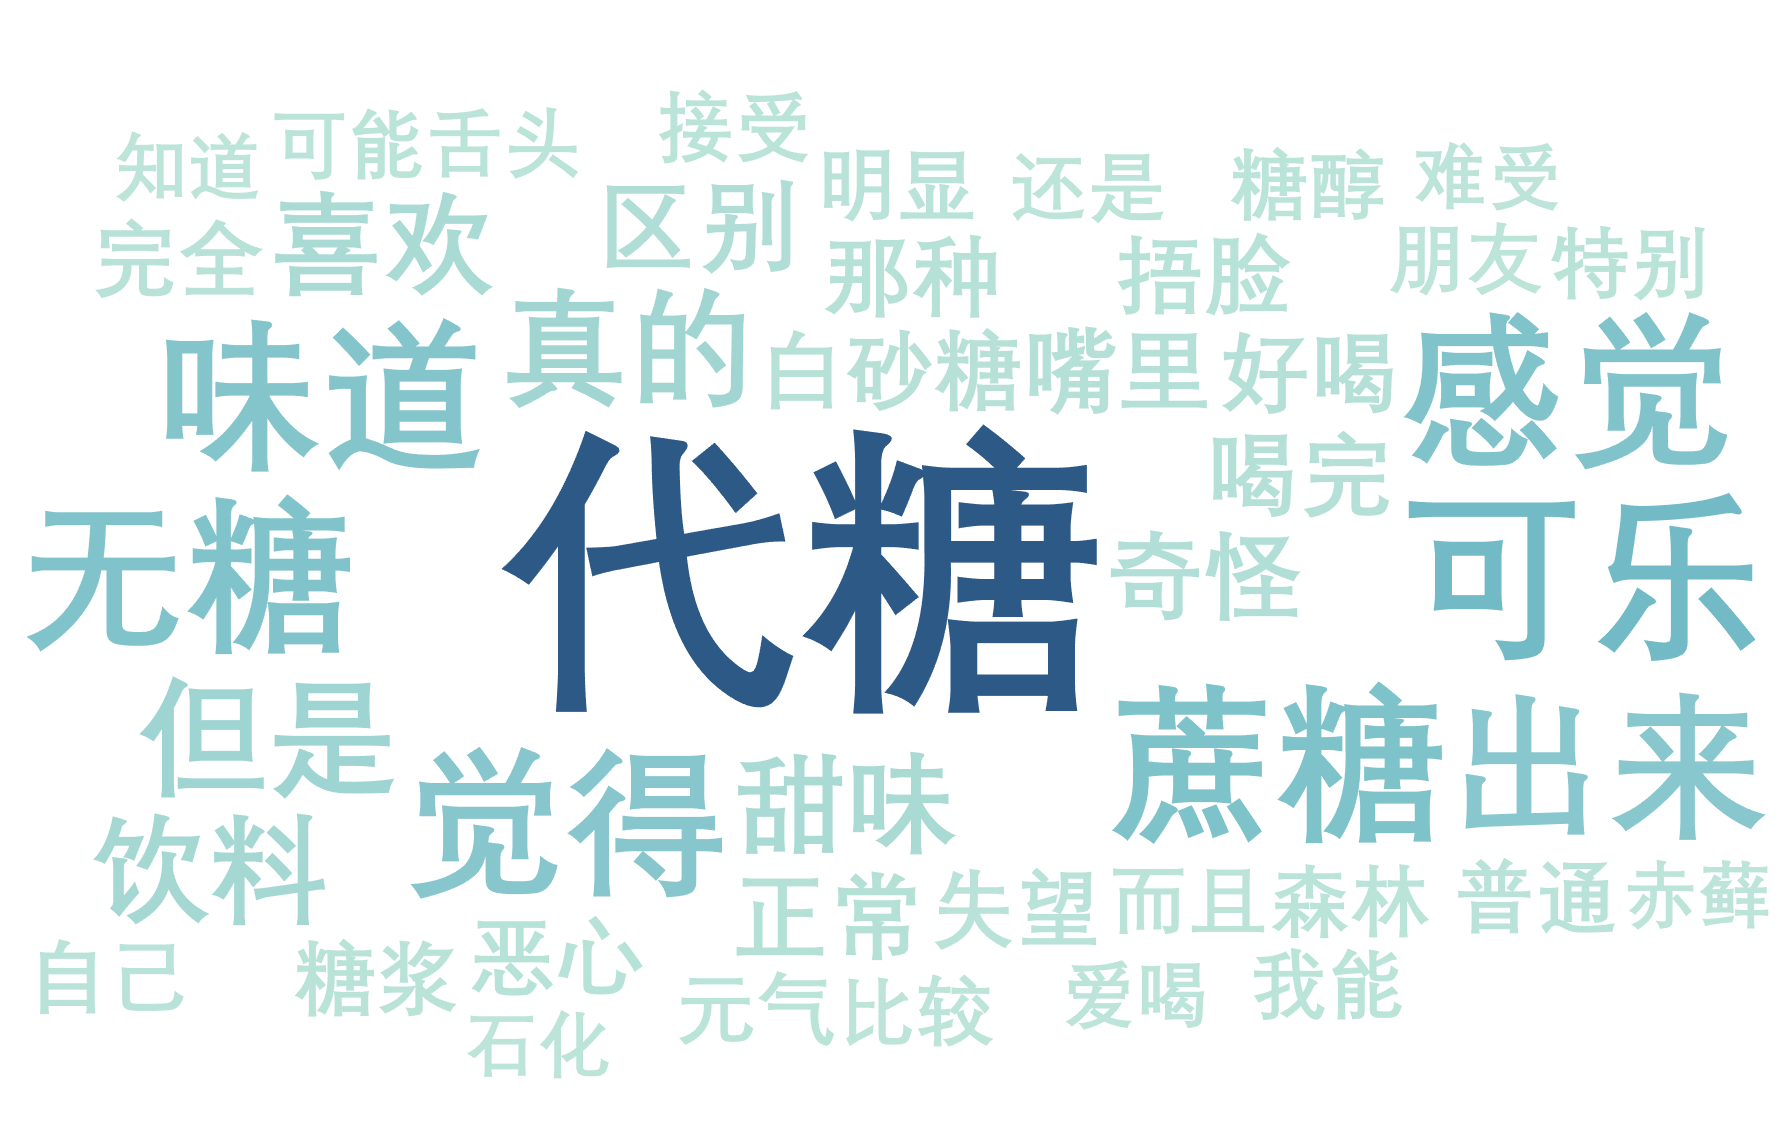 接受
可能 舌头
知道
明显 还是 糖醇 难受
喜欢 区别
完全 那种 捂脸 朋友 特别
真的
味道 白砂糖 嘴里 好喝 感觉
喝完
代糖
无糖 奇怪 可乐
但是
蔗糖 出来
觉得 甜味
饮料
正常 失望 而且 森林 普通 赤藓
恶心
自己 糖浆 爱喝 我能
元气 比较
石化